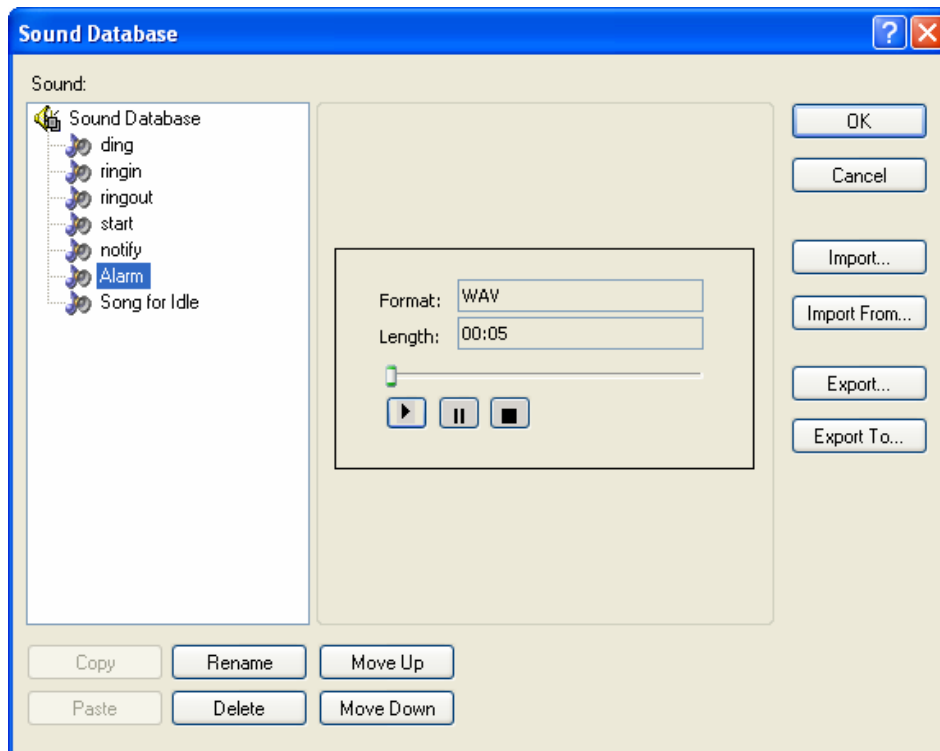 Sound Database
Sound:
Sound Database
ding
ringin
ringout
start
notify
Alarm
Song for Idle
Format: WAV
Length: 00:05
OK
Cancel
Import...
Import From...
Export...
Export To...
Copy Rename Move Up
Paste Delete Move Down